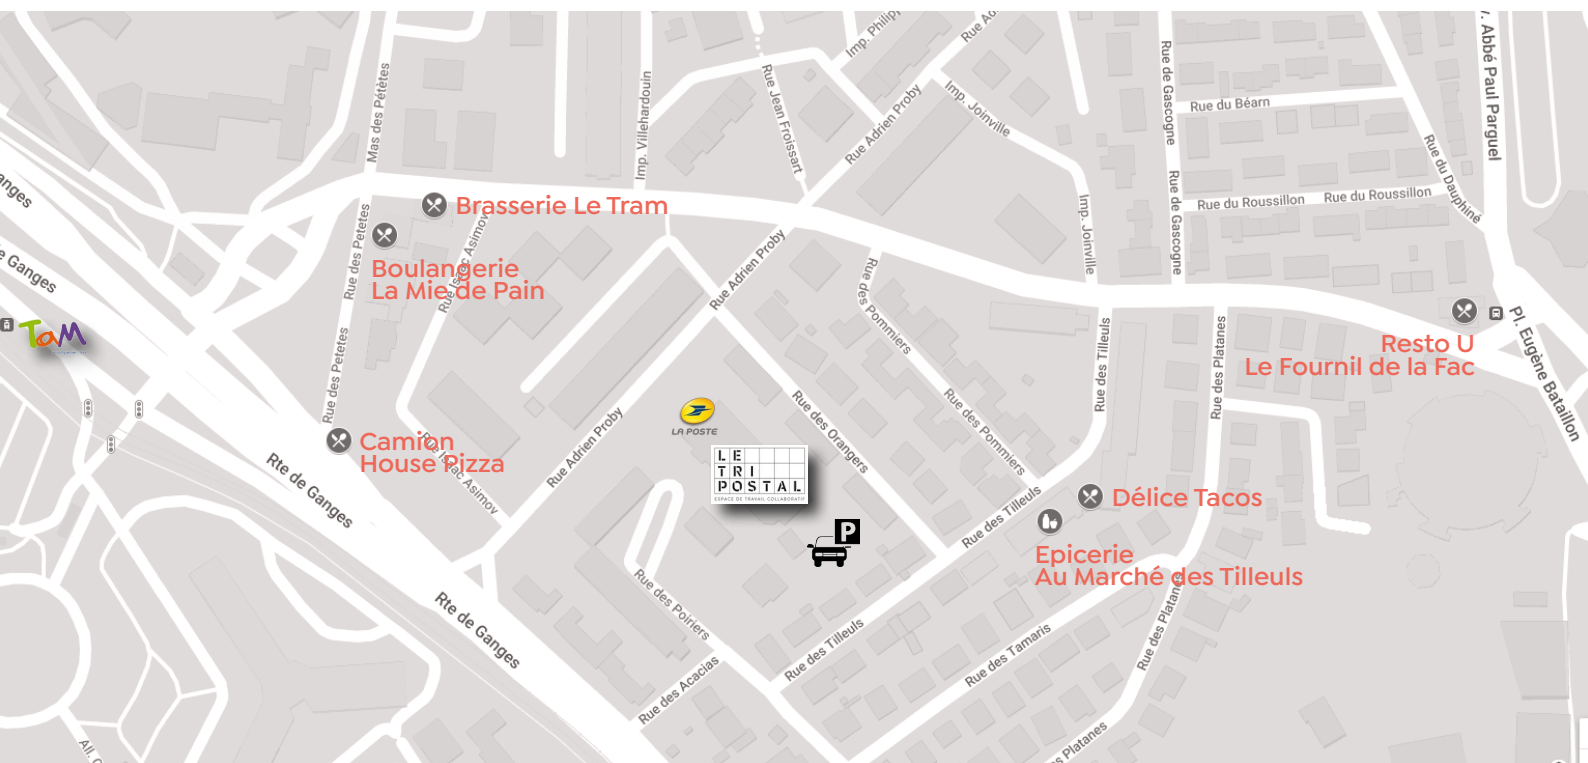 Imp. Philipp
Rue Ad
v. Abbé Paul Parguel
Rue de Gascogne
Mas des Pétètes
Imp. Villehardouin
Rue Jean Froissart
Rue Adrien Proby
Imp. Joinville
Rue du Béarn
Rue du Dauphiné
anges
Brasserie Le Tram
Rue des Petetes
Rue Isaac Asimov
Imp. Joinville
Rue de Gascogne
Rue du Roussillon
Rue du Roussillon
e Ganges
Boulangerie
La Mie de Pain
Rue Adrien Proby
Rue des Pommiers
TaM
Rue des Petetes
Rue des Tilleuls
Rue des Platanes
Resto U
Le Fournil de la Fac
Pl. Eugène Bataillon
LA POSTE
LE
TRI
POSTAL
ESPACE DE TRAVAIL COLLABORATIF
Rue des Orangers
Rue des Pommiers
Camion
House Pizza
Rue Isaac Asimov
Rue Adrien Proby
Rte de Ganges
P
Rue des Tilleuls
Délice Tacos
Epicerie
Au Marché des Tilleuls
Rte de Ganges
Rue des Poiriers
Rue des Acacias
Rue des Tilleuls
Rue des Tamaris
Rue des Platanes
s Platanes
All. C